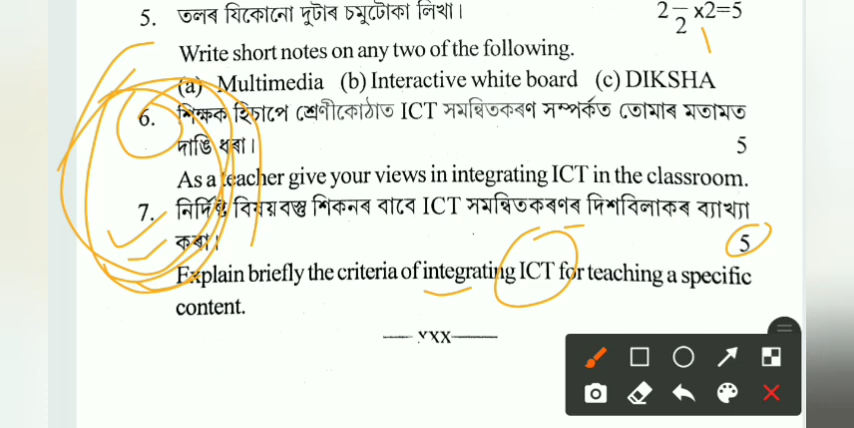 5. তলৰ যিকোনো দুটাৰ চমুটোকা লিখা। 2 1/2 x2=5
Write short notes on any two of the following.
(a) Multimedia (b) Interactive white board (c) DIKSHA
6. শিক্ষক হিচাপে শ্ৰেণীকোঠাত ICT সমন্বিতকৰণ সম্পৰ্কত তোমাৰ মতামত
দাঙি ধৰা। 5
As a teacher give your views in integrating ICT in the classroom.
7. নিৰ্দিষ্ট বিষয়বস্তু শিকনৰ বাবে ICT সমন্বিতকৰণৰ দিশবিলাকৰ ব্যাখ্যা
কৰা। 5
Explain briefly the criteria of integrating ICT for teaching a specific
content.
XXX